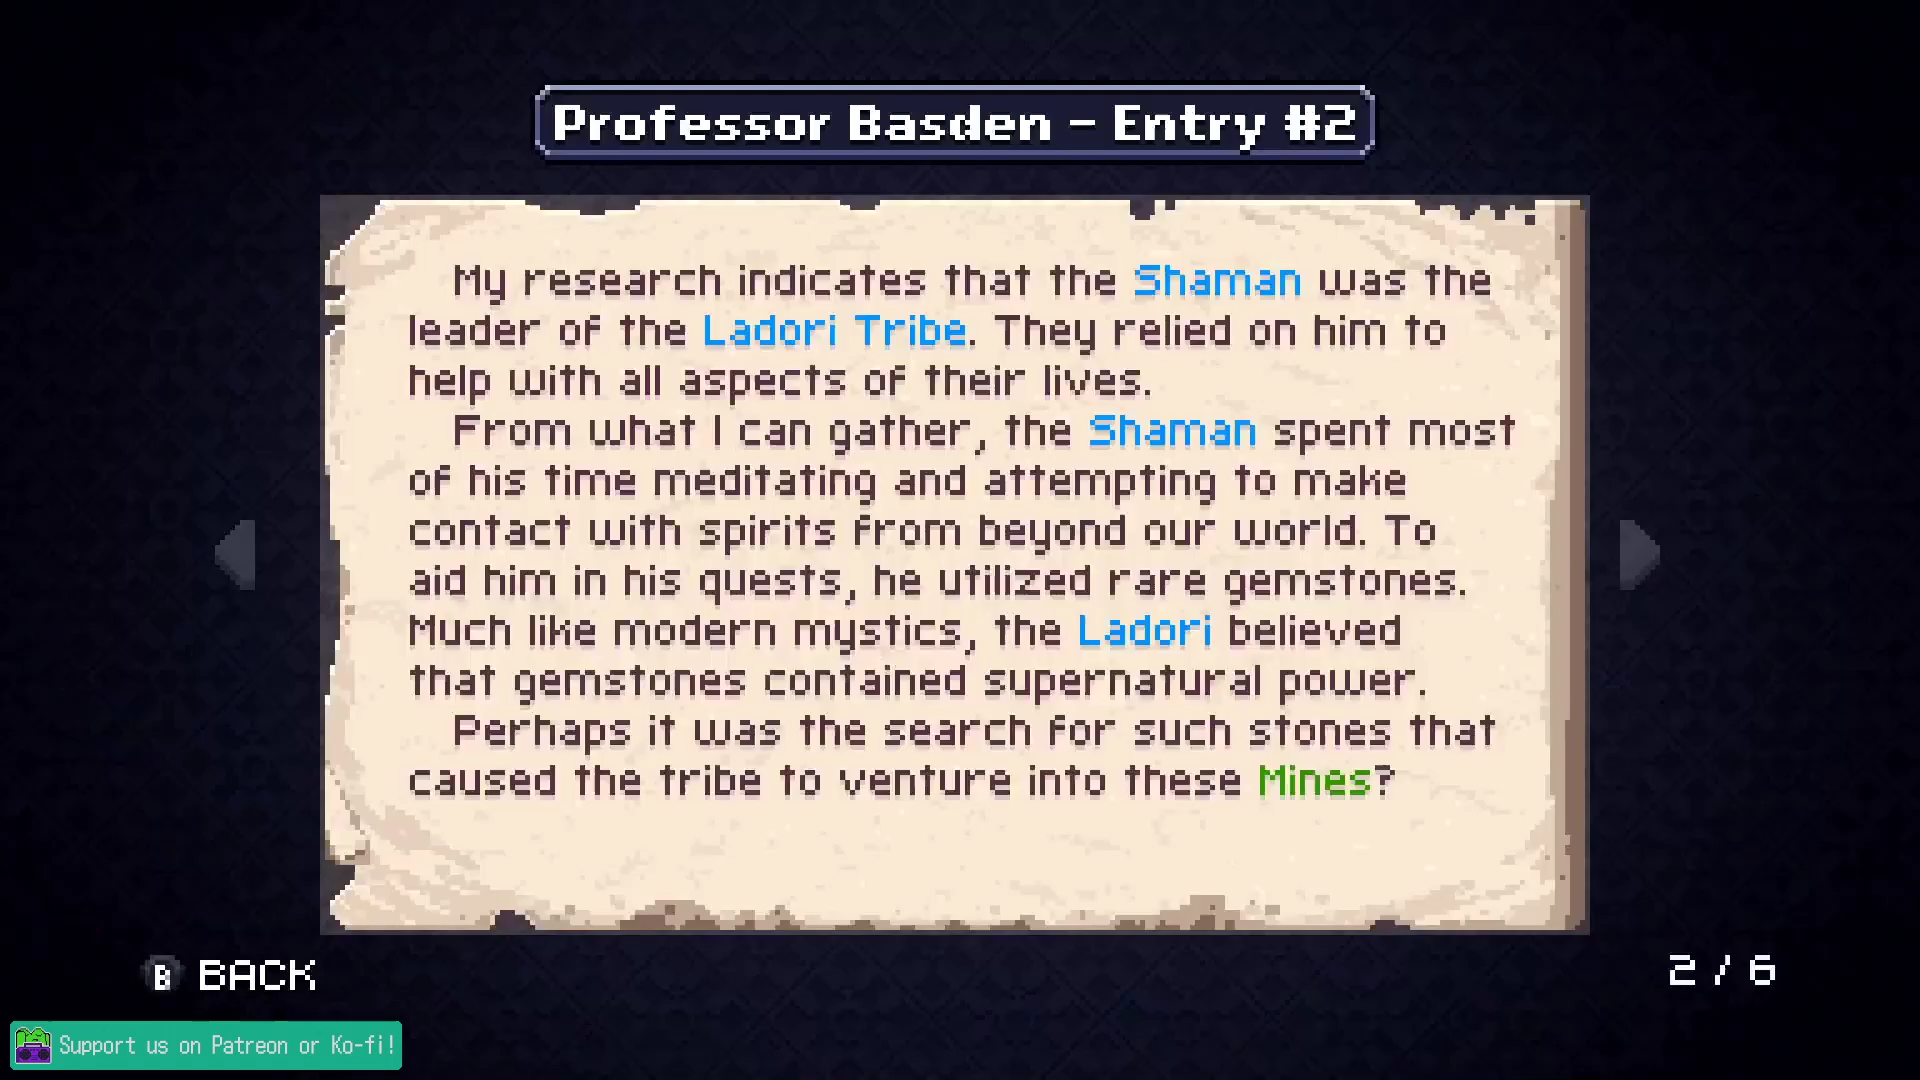 Professor Basden - Entry #2
My research indicates that the Shaman was the
leader of the Ladori Tribe. They relied on him to
help with all aspects of their lives.
From what I can gather, the Shaman spent most
of his time meditating and attempting to make
contact with spirits from beyond our world. To
aid him in his quests, he utilized rare gemstones.
Much like modern mystics, the Ladori believed
that gemstones contained supernatural power.
Perhaps it was the search for such stones that
caused the tribe to venture into these Mines?
B BACK
2 / 6
Support us on Patreon or Ko-fi!